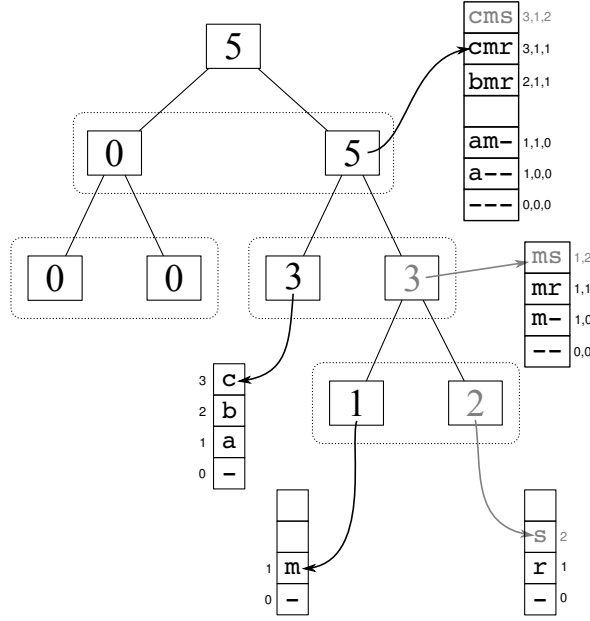 5
cms 3,1,2
cmr 3,1,1
bmr 2,1,1
am- 1,1,0
a-- 1,0,0
--- 0,0,0
0 5
0 0 3 3
ms 1,2
mr 1,1
m- 1,0
-- 0,0
3 c
2 b
1 a
0 -
1 2
1 m
0 -
s 2
r 1
- 0